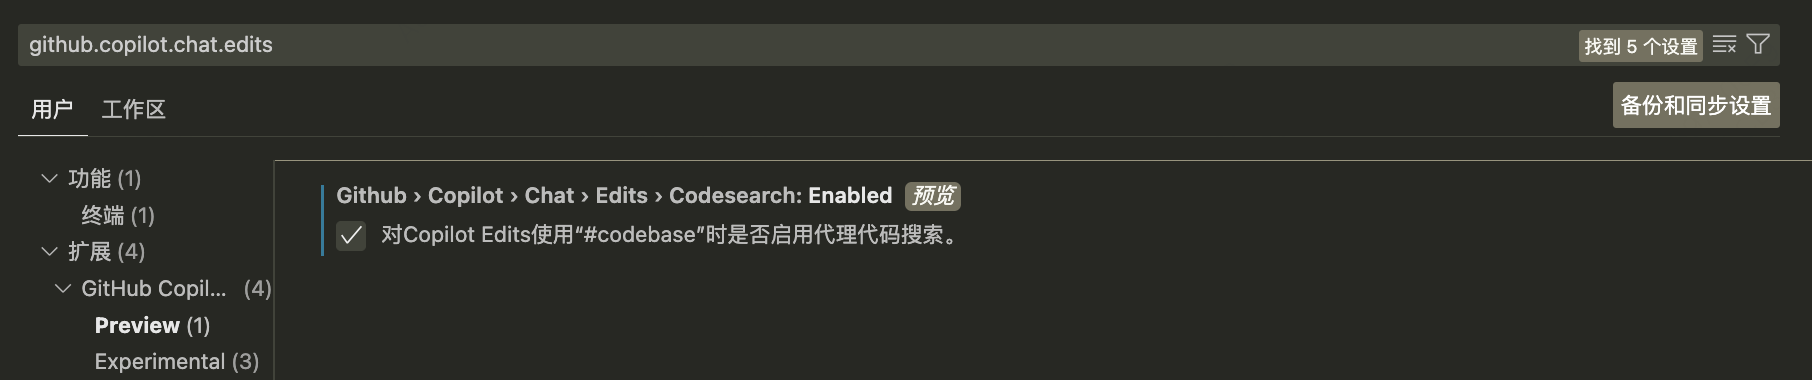 github.copilot.chat.edits
找到 5 个设置
用户 工作区
备份和同步设置
功能 (1)
终端 (1)
扩展 (4)
GitHub Copil... (4)
Preview (1)
Experimental (3)
Github › Copilot › Chat › Edits › Codesearch: Enabled 预览
对Copilot Edits使用“#codebase”时是否启用代理代码搜索。